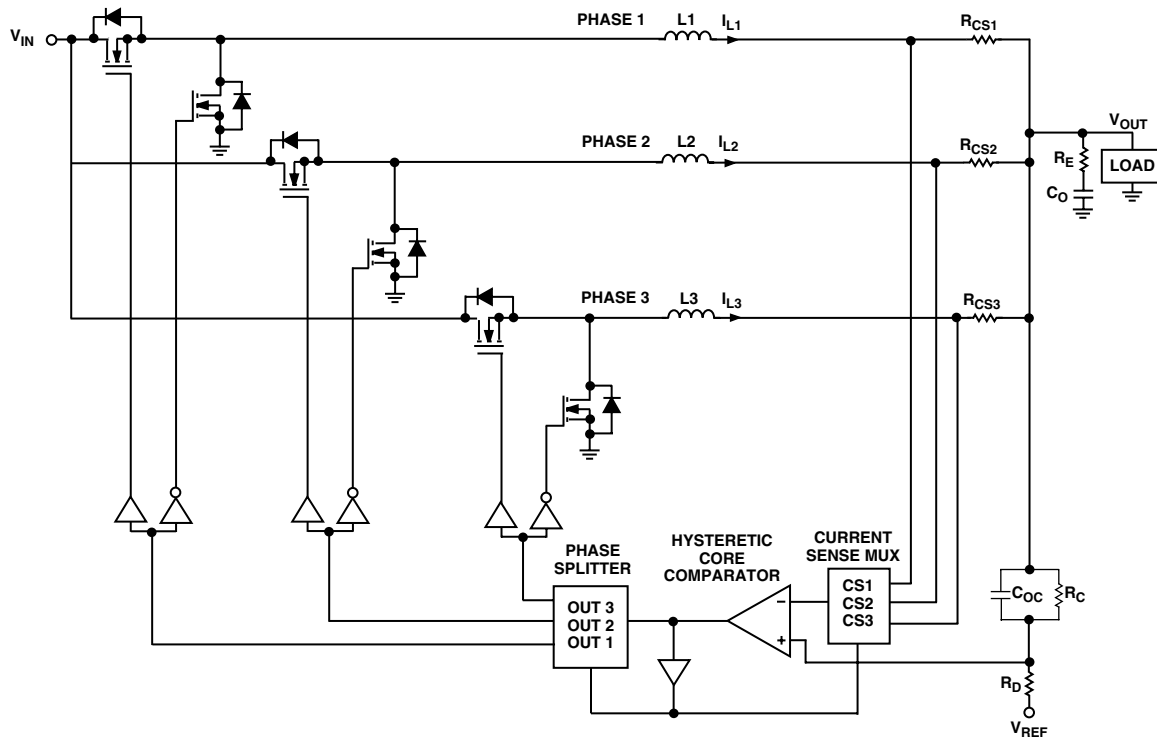 PHASE 1
L1
IL1
RCS1
VIN
PHASE 2
L2
IL2
RCS2
VOUT
RE
LOAD
CO
PHASE 3
L3
IL3
RCS3
PHASE
SPLITTER
OUT 3
OUT 2
OUT 1
HYSTERETIC
CORE
COMPARATOR
–
+
CURRENT
SENSE MUX
CS1
CS2
CS3
COC
RC
RD
VREF